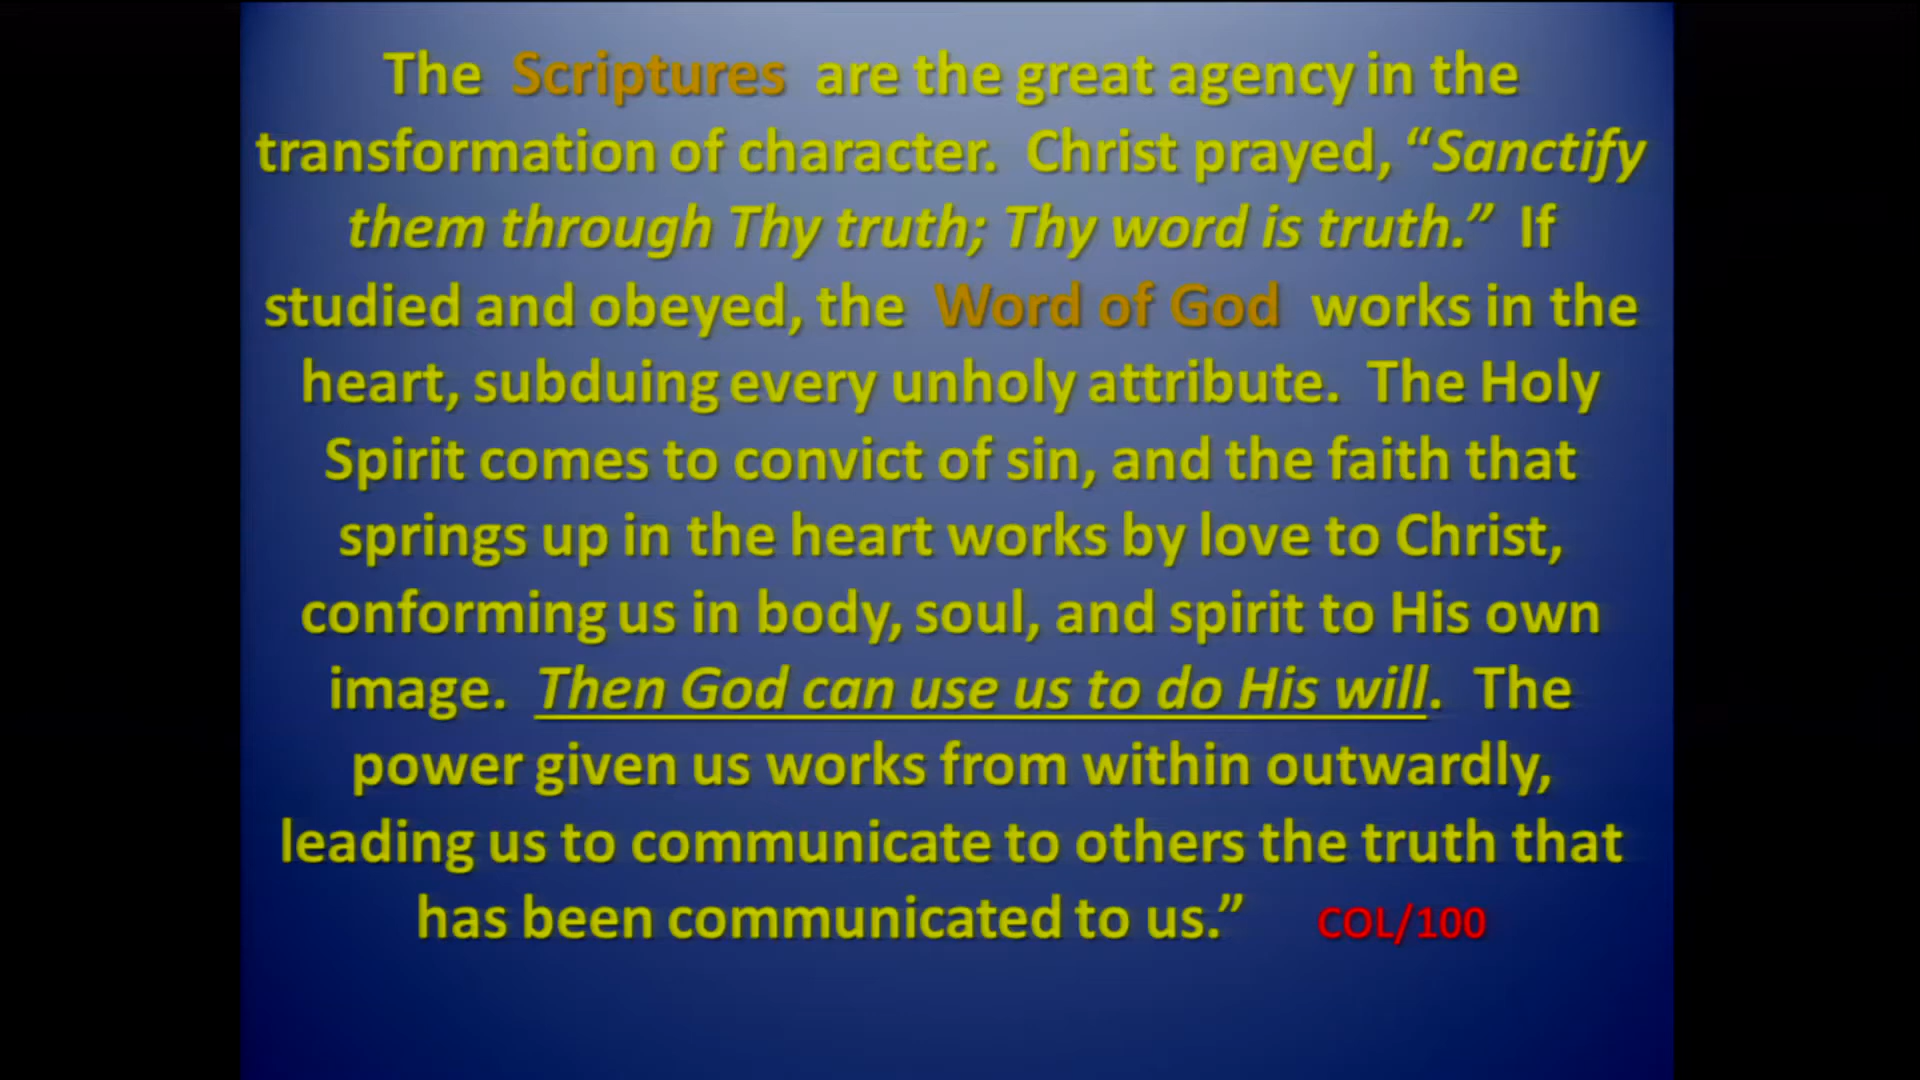 The Scriptures are the great agency in the
transformation of character. Christ prayed, “Sanctify
them through Thy truth; Thy word is truth.” If
studied and obeyed, the Word of God works in the
heart, subduing every unholy attribute. The Holy
Spirit comes to convict of sin, and the faith that
springs up in the heart works by love to Christ,
conforming us in body, soul, and spirit to His own
image. Then God can use us to do His will. The
power given us works from within outwardly,
leading us to communicate to others the truth that
has been communicated to us.” COL/100